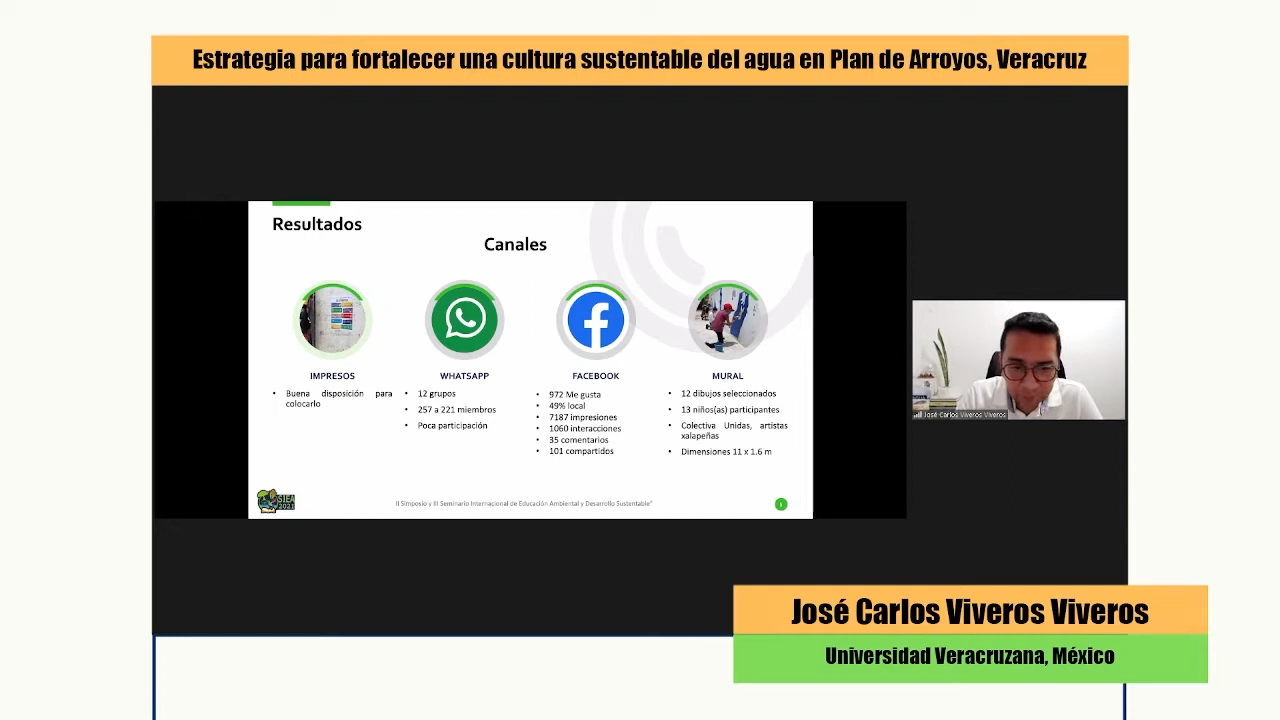 Estrategia para fortalecer una cultura sustentable del agua en Plan de Arroyos, Veracruz
Resultados
Canales
IMPRESOS
• Buena disposición para
colocarlo
WHATSAPP
• 12 grupos
• 257 a 221 miembros
• Poca participación
FACEBOOK
• 972 Me gusta
• 49% local
• 7187 impresiones
• 1060 interacciones
• 35 comentarios
• 101 compartidos
MURAL
• 12 dibujos seleccionados
• 13 niños(as) participantes
• Colectiva Unidas, artistas
xalapeñas
• Dimensiones 11 x 1.6 m
SIEA
2021
II Simposio y III Seminario Internacional de Educación Ambiental y Desarrollo Sustentable"
José Carlos Viveros Viveros
José Carlos Viveros Viveros
Universidad Veracruzana, México